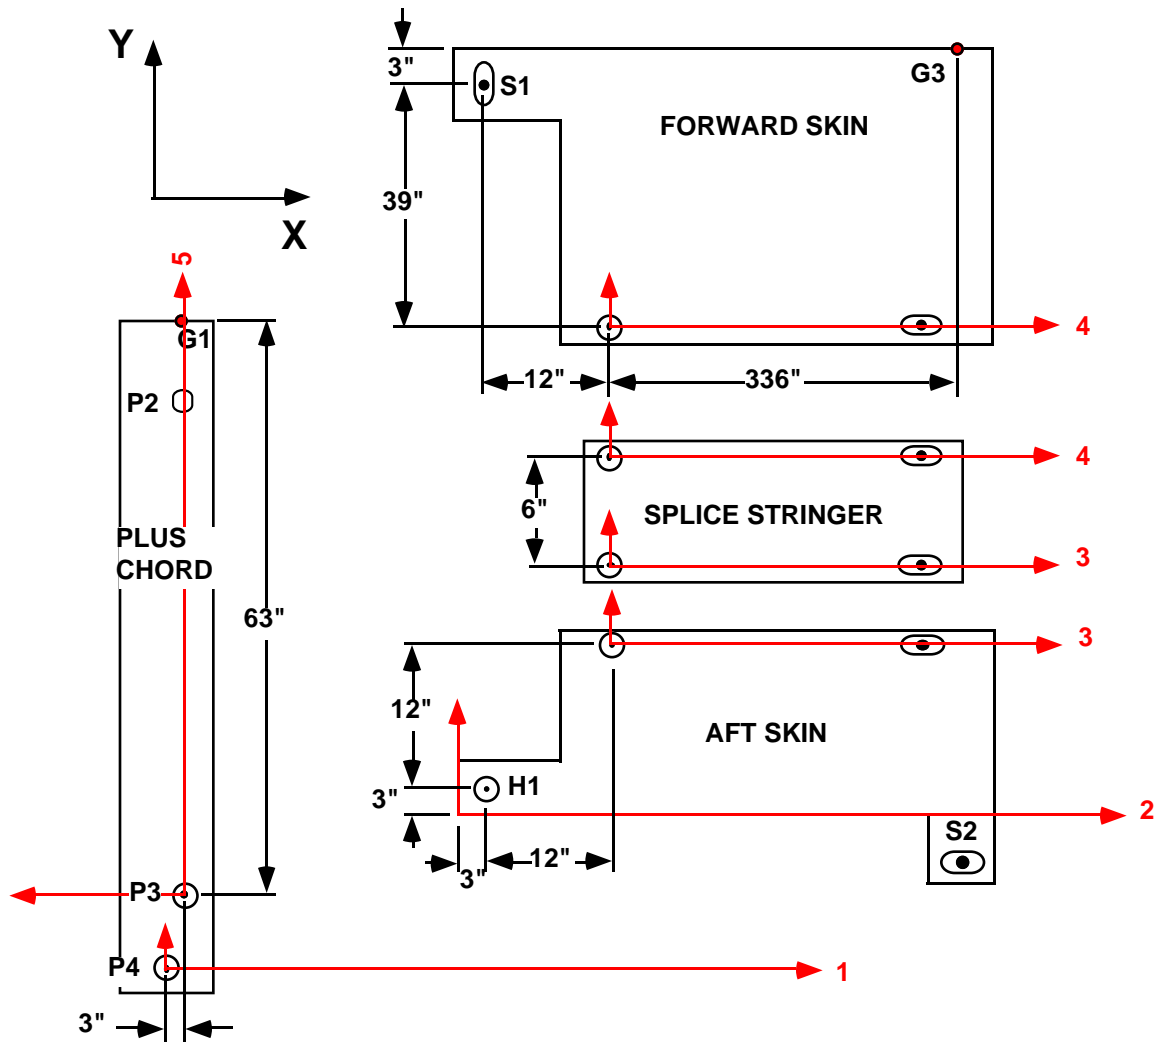 Y
3"
S1
G3
FORWARD SKIN
39"
X
5
G1
4
12"
336"
P2
4
6"
SPLICE STRINGER
PLUS
CHORD
3
63"
3
12"
AFT SKIN
H1
3"
2
S2
12"
3"
P3
P4
1
3"